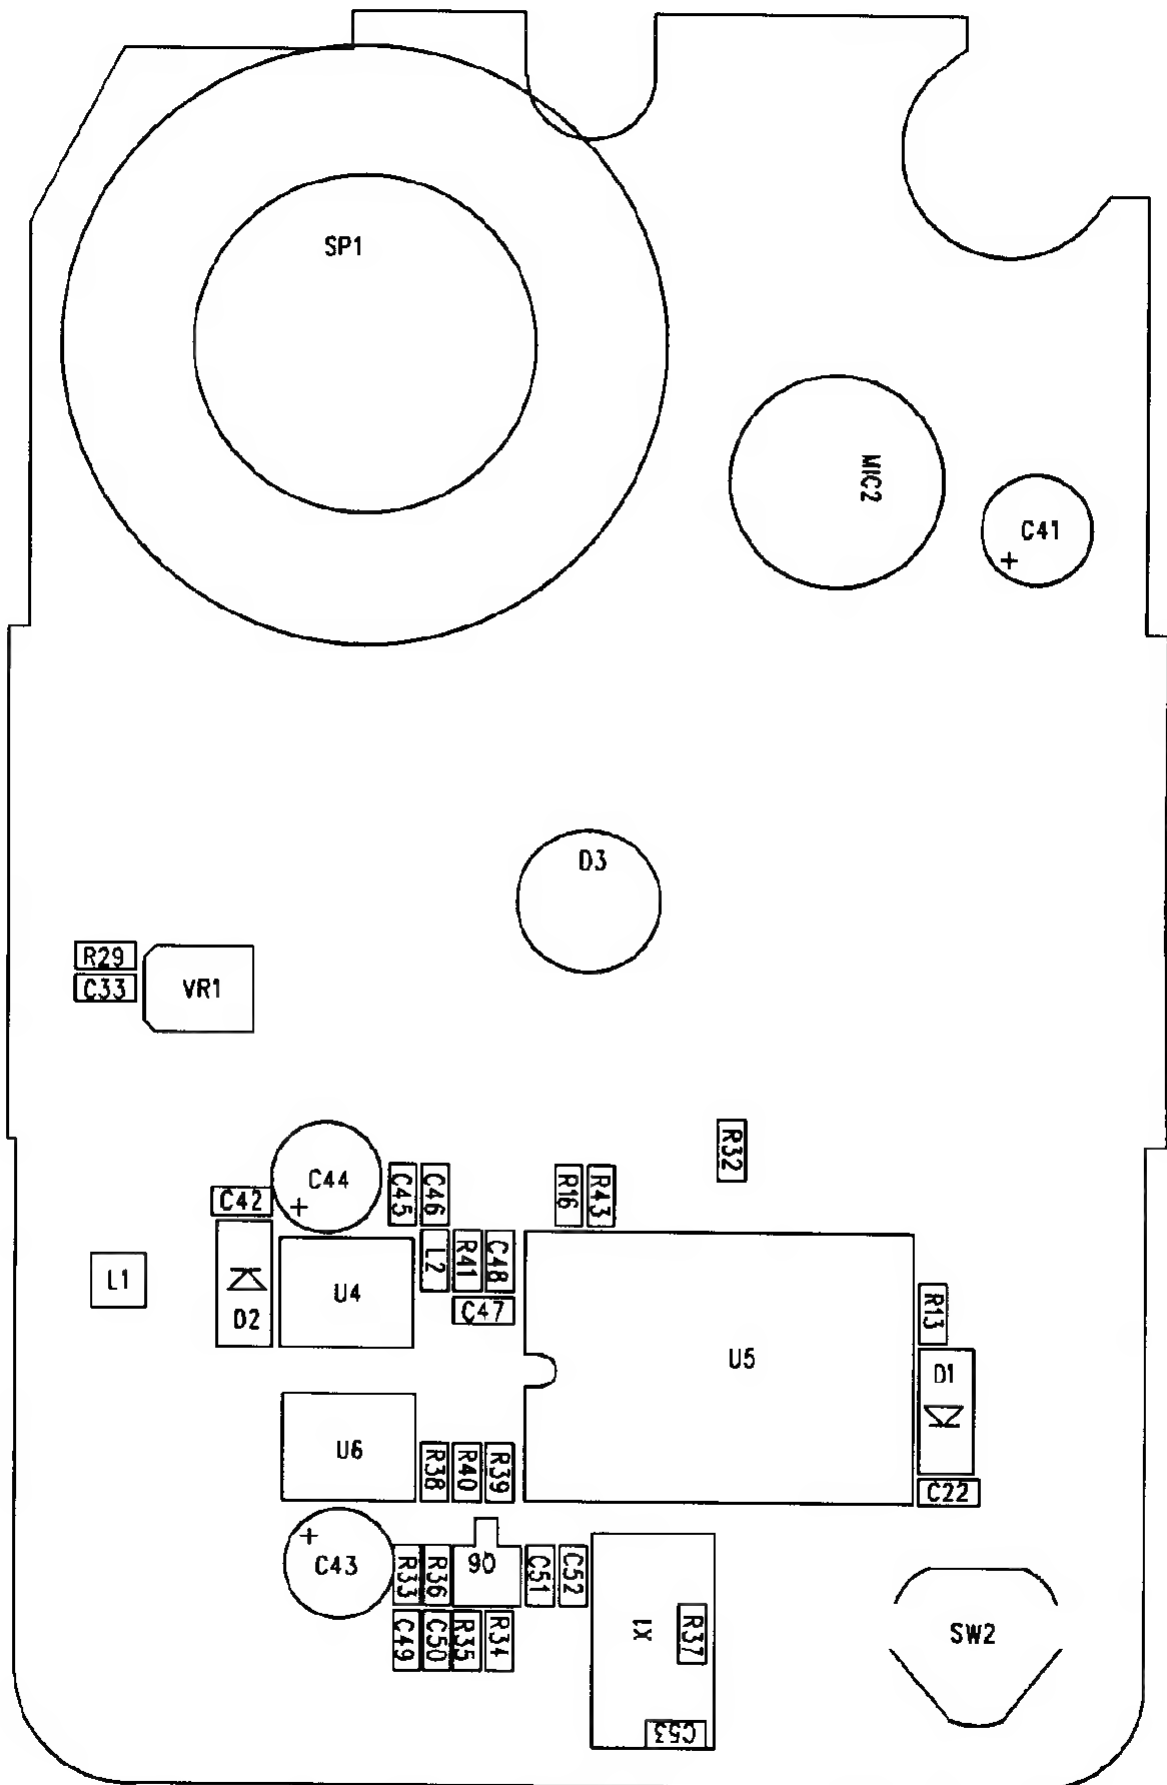 SP1
MIC2
C41
+
D3
R29
C33
VR1
R32
C44
+
C45
C46
R16
R43
C42
L1
D2
U4
L2
R41
C48
C47
U5
R13
D1
U6
R38
R40
R39
C22
+
C43
R33
R36
Q6
C51
C52
C49
C50
R35
R34
X1
R37
SW2
C53